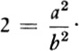 2 = a²/b².